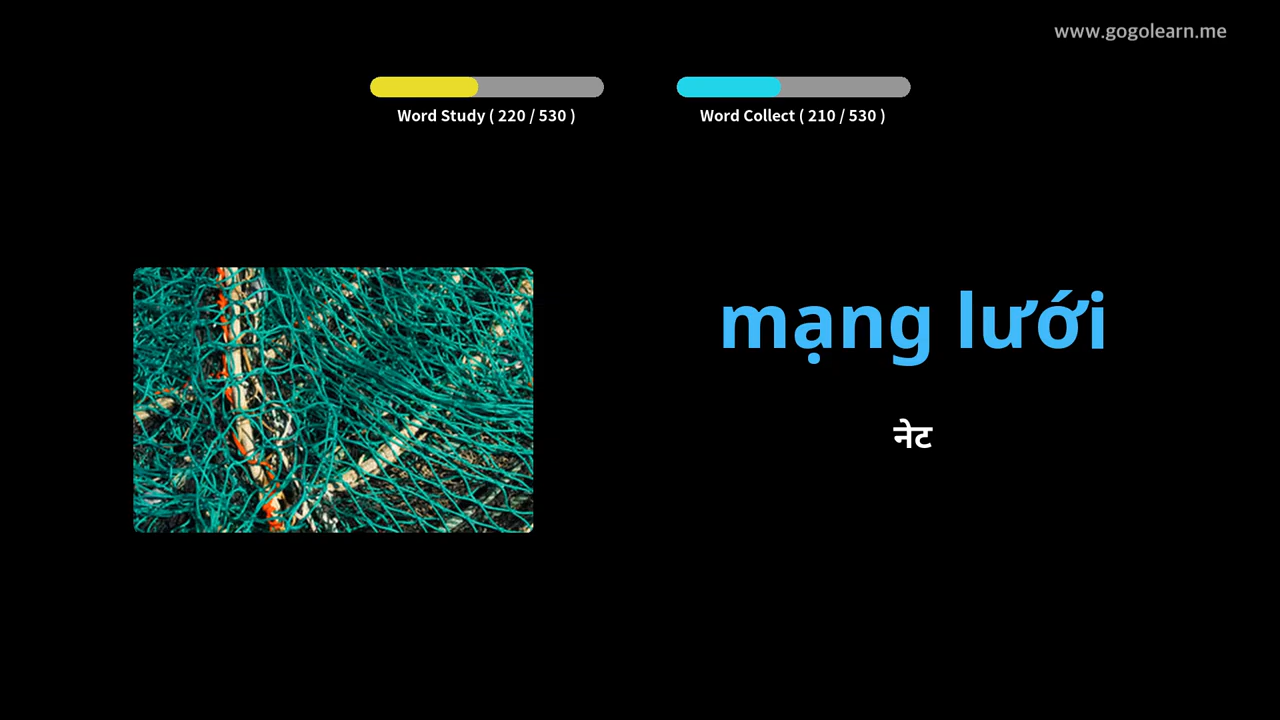 www.gogolearn.me
Word Study ( 220 / 530 )
Word Collect ( 210 / 530 )
mạng lưới
नेट